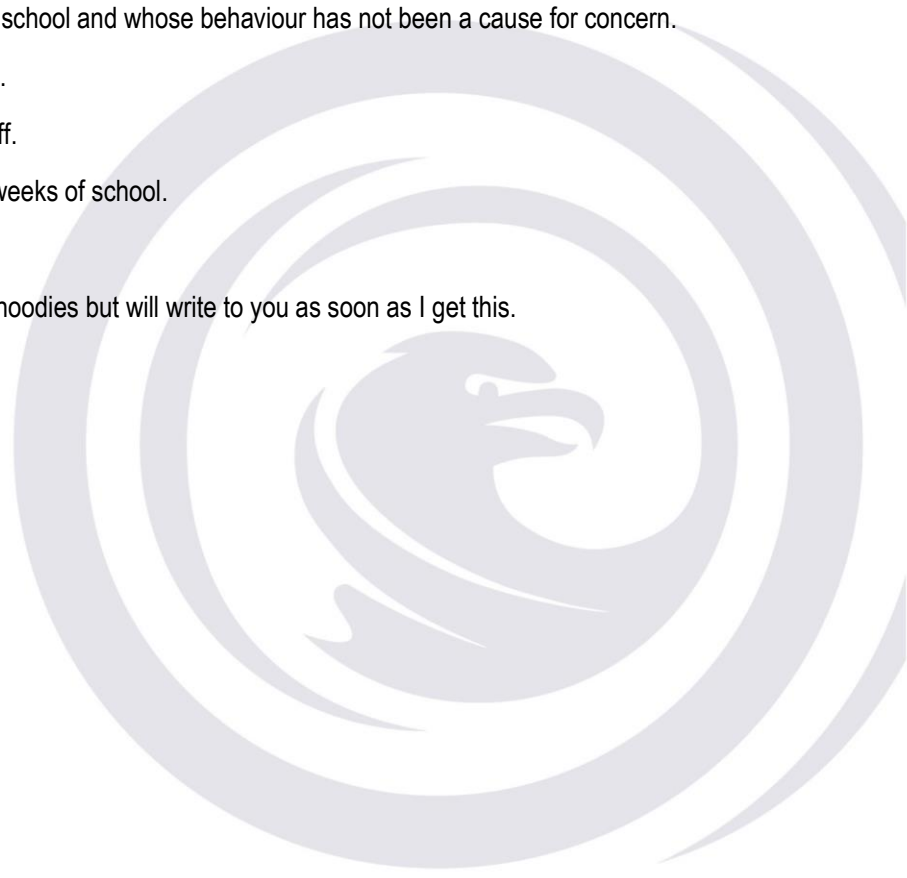 school and whose behaviour has not been a cause for concern.
.
ff.
weeks of school.
hoodies but will write to you as soon as I get this.